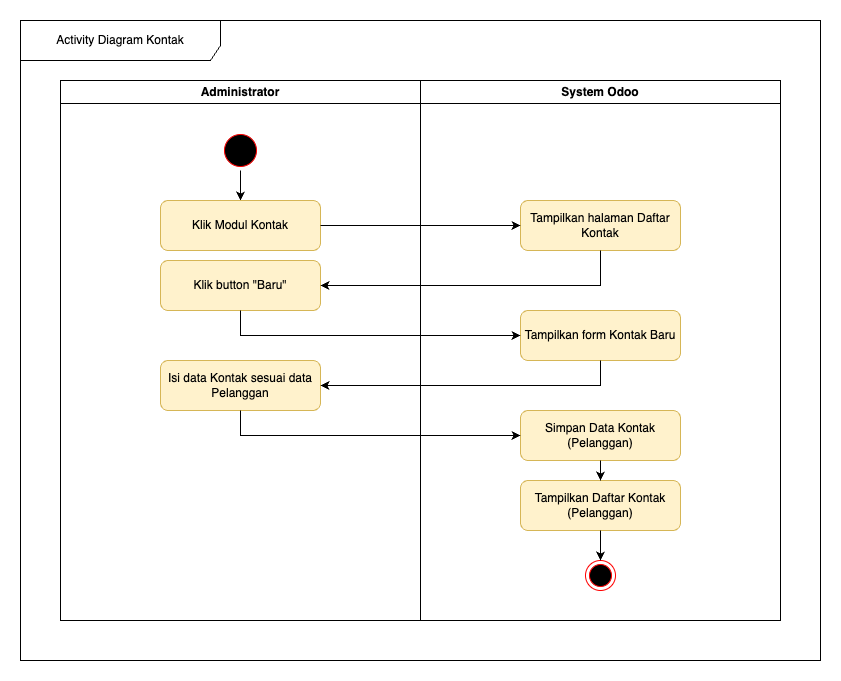 Activity Diagram Kontak
Administrator
System Odoo
Klik Modul Kontak
Tampilkan halaman Daftar
Kontak
Klik button "Baru"
Tampilkan form Kontak Baru
Isi data Kontak sesuai data
Pelanggan
Simpan Data Kontak
(Pelanggan)
Tampilkan Daftar Kontak
(Pelanggan)